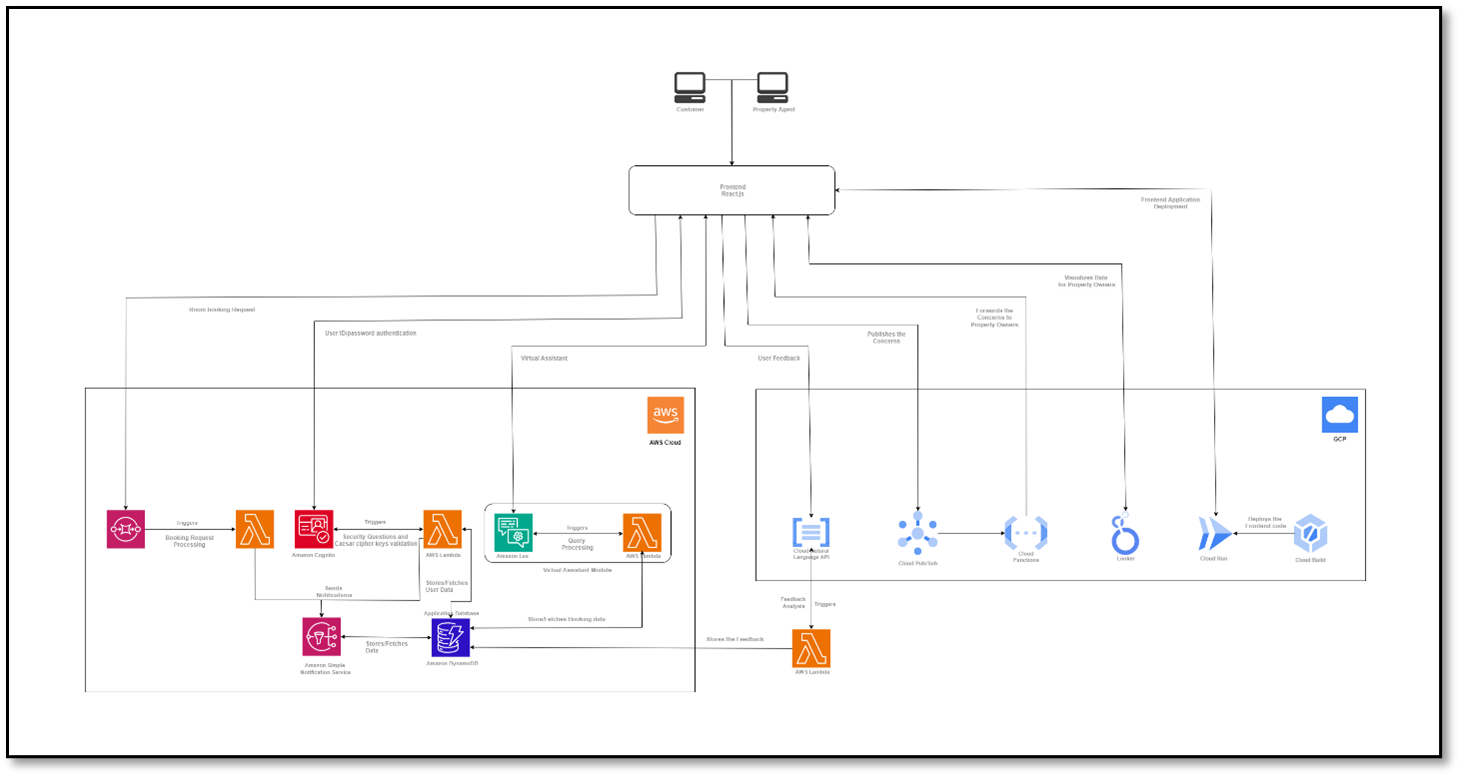 Customer
Property Agent
Frontend
React.js
Frontend Application
Deployment
Visualizes Data
for Property Owners
Room booking Request
Forwards the
Concerns to
Property Owners
User ID/password authentication
Publishes the
Concerns
Virtual Assistant
User Feedback
aws
AWS Cloud
GCP
Triggers
Booking Request
Processing
Triggers
Security Questions and
Caesar cipher keys validation
Amazon Cognito
AWS Lambda
Triggers
Query
Processing
Amazon Lex
AWS Lambda
Virtual Assistant Module
Cloud Natural
Language API
Cloud Pub/Sub
Cloud
Functions
Looker
Cloud Run
Deploys the
Frontend code
Cloud Build
Sends
Notifications
Stores/Fetches
User Data
Feedback
Analysis
Triggers
Application Database
Store/Fetches Booking data
Stores/Fetches
Data
Stores the Feedback
Amazon Simple
Notification Service
Amazon DynamoDB
AWS Lambda